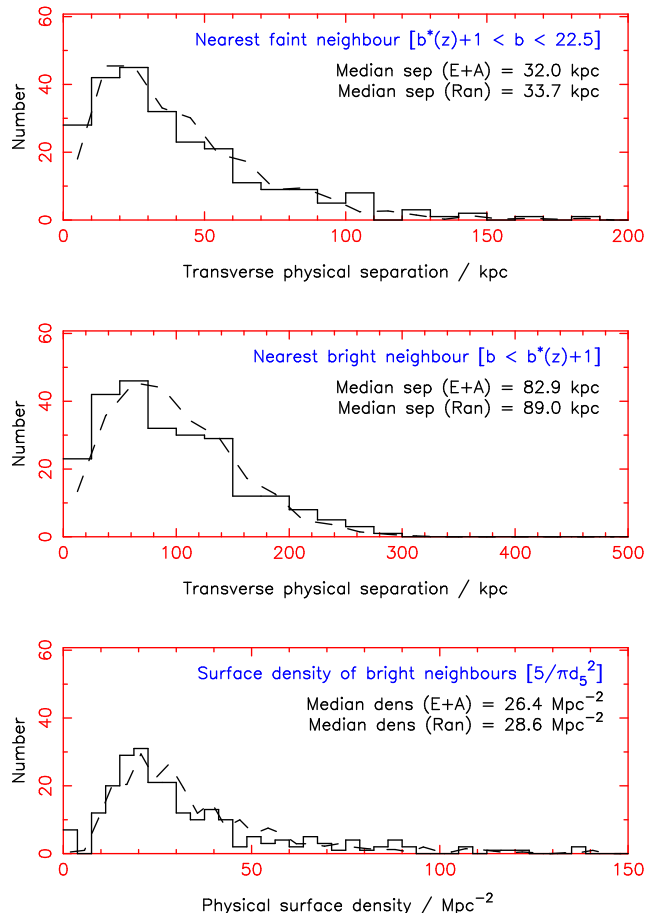 60
Nearest faint neighbour [b*(z)+1 < b < 22.5]
Median sep (E+A) = 32.0 kpc
Median sep (Ran) = 33.7 kpc
40
Number
20
0
0 50 100 150 200
Transverse physical separation / kpc
60
Nearest bright neighbour [b < b*(z)+1]
Median sep (E+A) = 82.9 kpc
Median sep (Ran) = 89.0 kpc
40
Number
20
0
0 100 200 300 400 500
Transverse physical separation / kpc
60
Surface density of bright neighbours [5/πd₅²]
Median dens (E+A) = 26.4 Mpc⁻²
Median dens (Ran) = 28.6 Mpc⁻²
40
Number
20
0
0 50 100 150
Physical surface density / Mpc⁻²